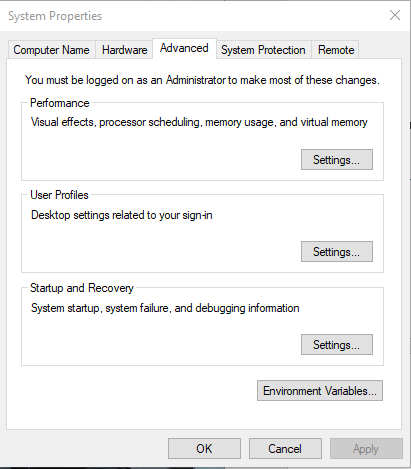 System Properties
Computer Name Hardware Advanced System Protection Remote
You must be logged on as an Administrator to make most of these changes.
Performance
Visual effects, processor scheduling, memory usage, and virtual memory
Settings...
User Profiles
Desktop settings related to your sign-in
Settings...
Startup and Recovery
System startup, system failure, and debugging information
Settings...
Environment Variables...
OK Cancel Apply